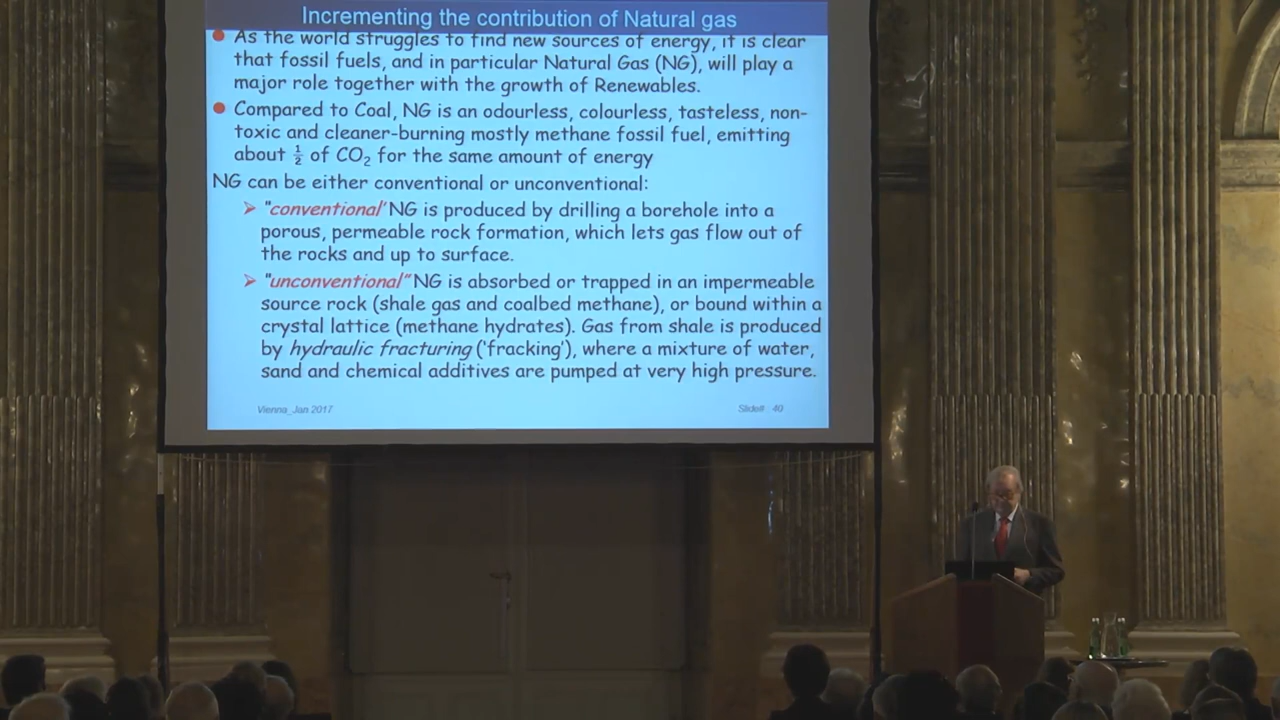 Incrementing the contribution of Natural gas
As the world struggles to find new sources of energy, it is clear
that fossil fuels, and in particular Natural Gas (NG), will play a
major role together with the growth of Renewables.
Compared to Coal, NG is an odourless, colourless, tasteless, non-
toxic and cleaner-burning mostly methane fossil fuel, emitting
about ½ of CO₂ for the same amount of energy
NG can be either conventional or unconventional:
"conventional' NG is produced by drilling a borehole into a
porous, permeable rock formation, which lets gas flow out of
the rocks and up to surface.
"unconventional" NG is absorbed or trapped in an impermeable
source rock (shale gas and coalbed methane), or bound within a
crystal lattice (methane hydrates). Gas from shale is produced
by hydraulic fracturing ('fracking'), where a mixture of water,
sand and chemical additives are pumped at very high pressure.
Vienna_Jan 2017
Slide# 40